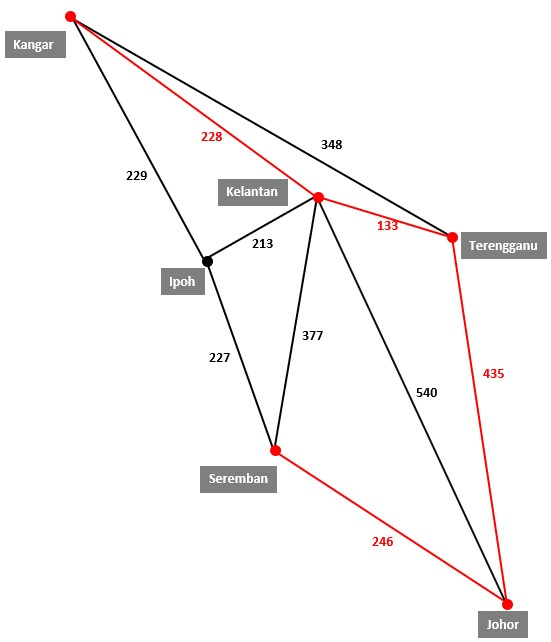 Kangar
228
348
229
Kelantan
133
213
Terengganu
Ipoh
377
227
435
540
Seremban
246
Johor